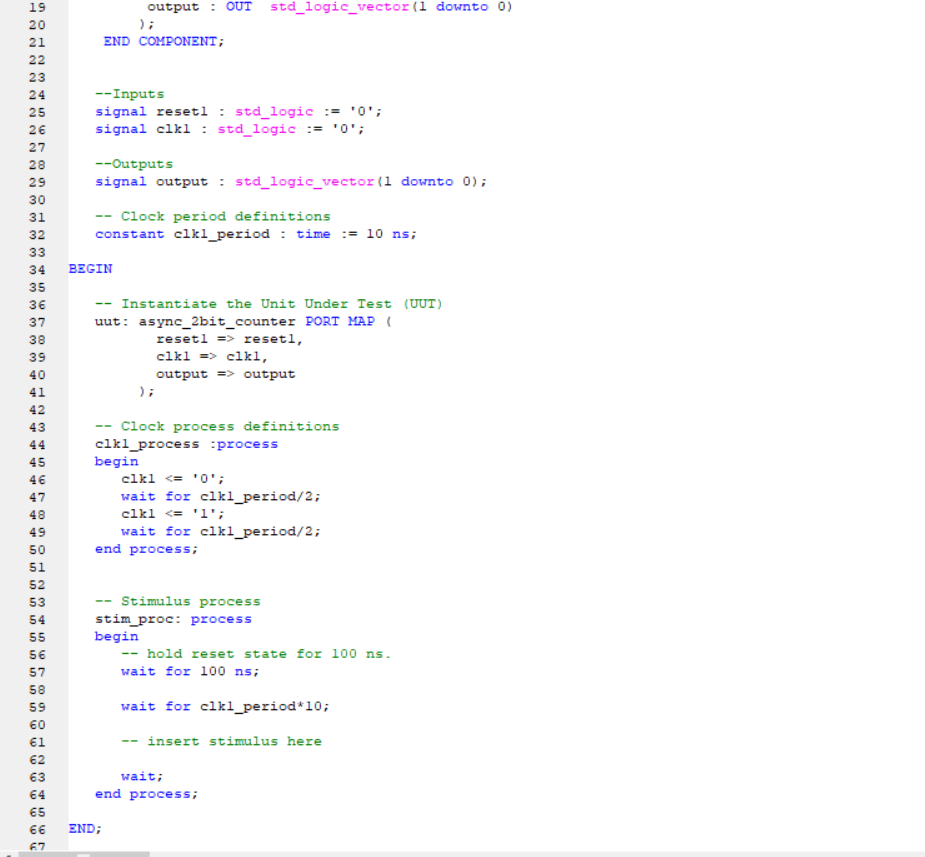 19 output : OUT std_logic_vector(1 downto 0)
20 );
21 END COMPONENT;
22
23
24 --Inputs
25 signal reset1 : std_logic := '0';
26 signal clk1 : std_logic := '0';
27
28 --Outputs
29 signal output : std_logic_vector(1 downto 0);
30
31 -- Clock period definitions
32 constant clk1_period : time := 10 ns;
33
34 BEGIN
35
36 -- Instantiate the Unit Under Test (UUT)
37 uut: async_2bit_counter PORT MAP (
38 reset1 => reset1,
39 clk1 => clk1,
40 output => output
41 );
42
43 -- Clock process definitions
44 clk1_process :process
45 begin
46 clk1 <= '0';
47 wait for clk1_period/2;
48 clk1 <= '1';
49 wait for clk1_period/2;
50 end process;
51
52
53 -- Stimulus process
54 stim_proc: process
55 begin
56 -- hold reset state for 100 ns.
57 wait for 100 ns;
58
59 wait for clk1_period*10;
60
61 -- insert stimulus here
62
63 wait;
64 end process;
65
66 END;
67